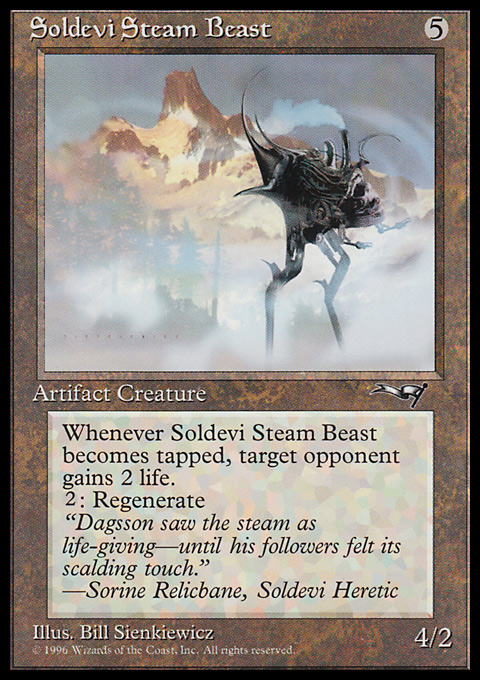 Soldevi Steam Beast 5
Artifact Creature
Whenever Soldevi Steam Beast
becomes tapped, target opponent
gains 2 life.
2: Regenerate
“Dagsson saw the steam as
life-giving—until his followers felt its
scalding touch.”
—Sorine Relicbane, Soldevi Heretic
Illus. Bill Sienkiewicz
4/2
© 1996 Wizards of the Coast, Inc. All rights reserved.